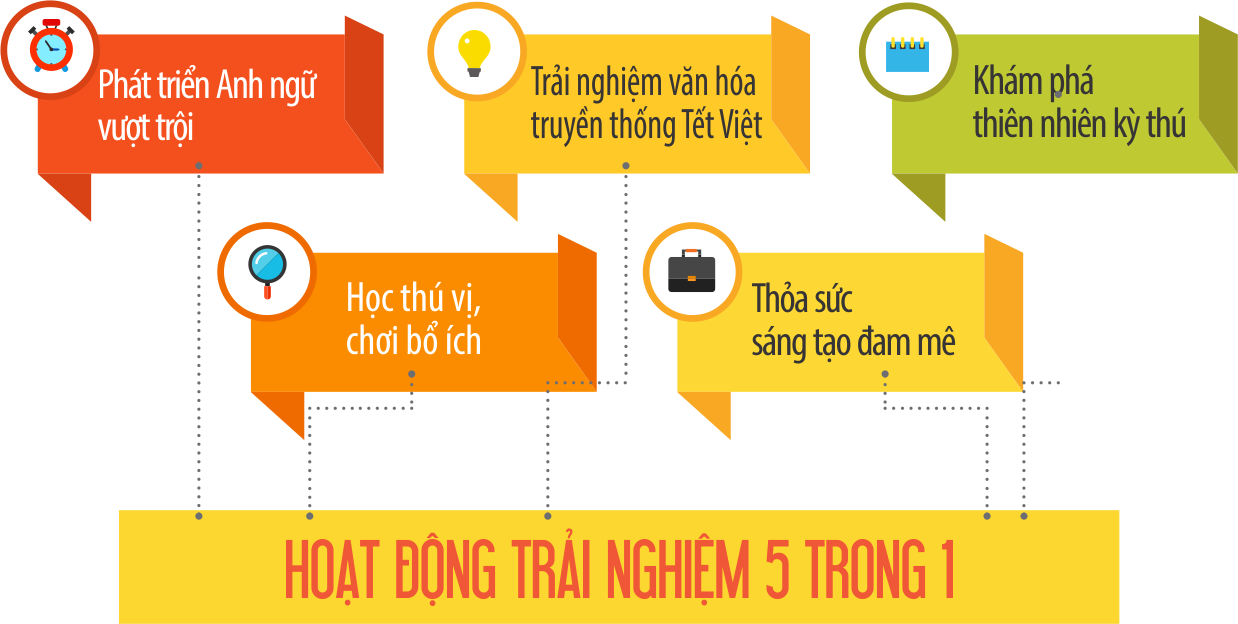 Phát triển Anh ngữ
vượt trội
Trải nghiệm văn hóa
truyền thống Tết Việt
Khám phá
thiên nhiên kỳ thú
Học thú vị,
chơi bổ ích
Thỏa sức
sáng tạo đam mê
HOẠT ĐỘNG TRẢI NGHIỆM 5 TRONG 1